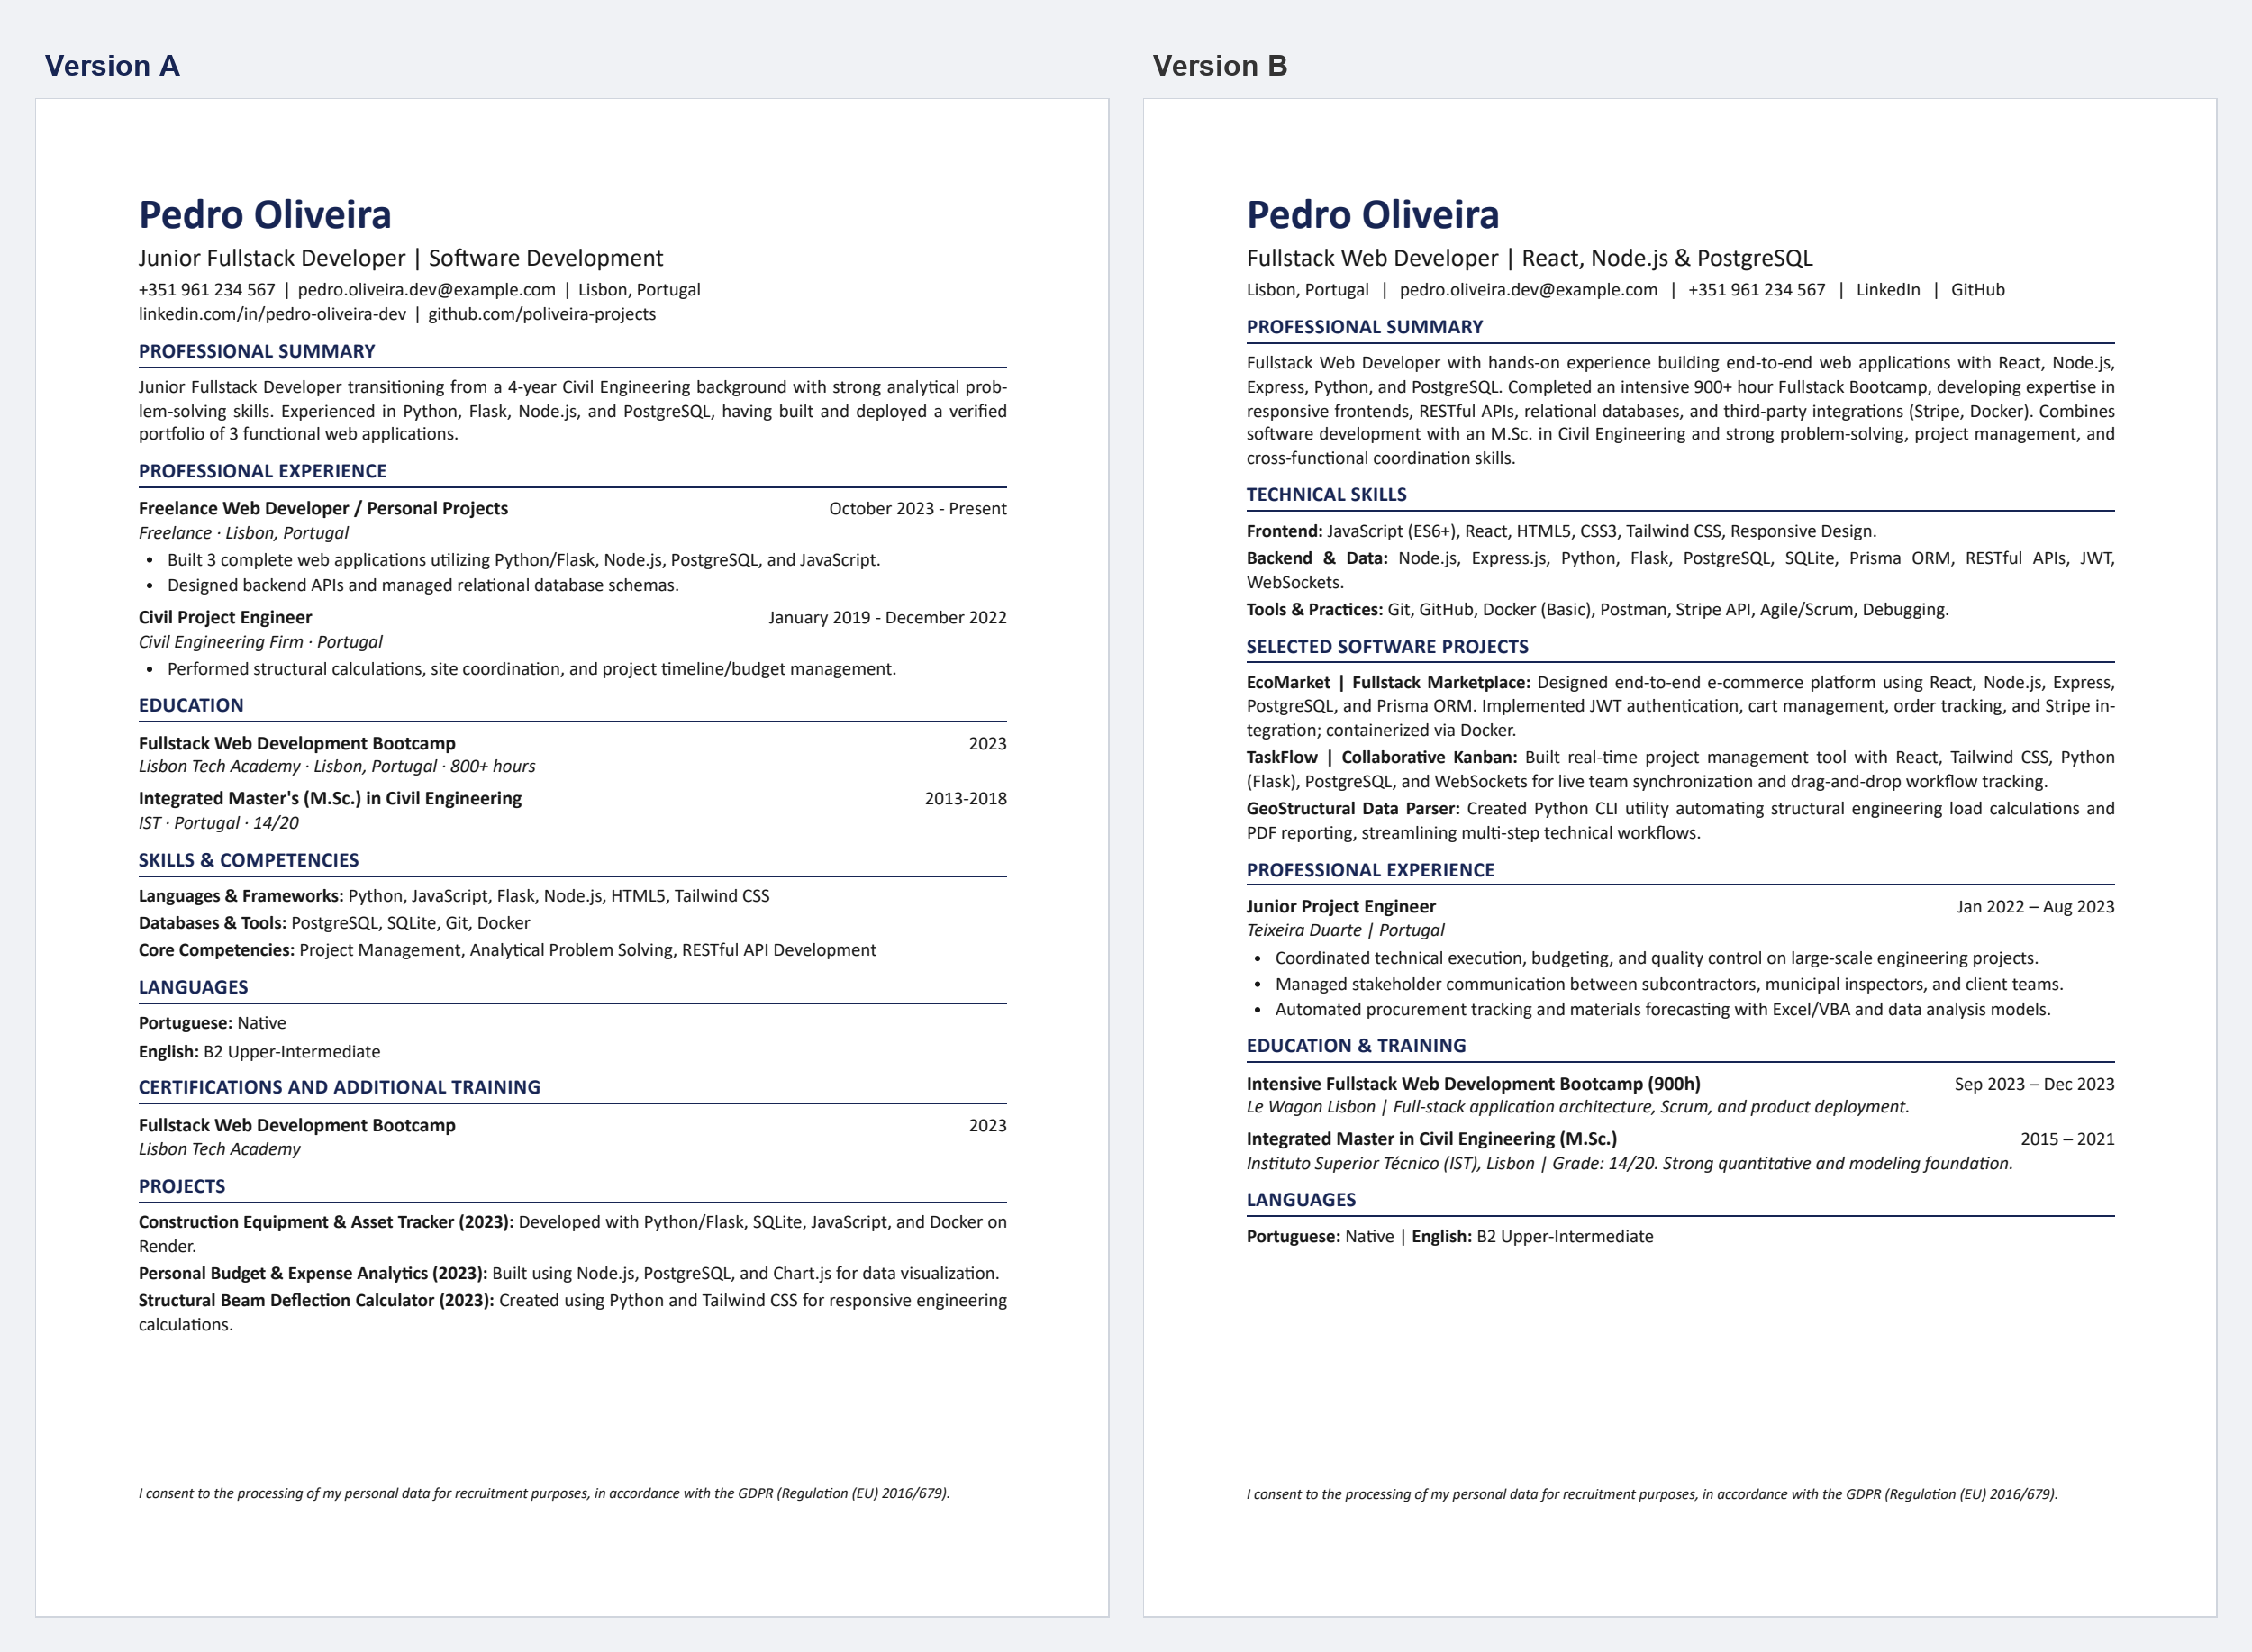 Version A
Pedro Oliveira
Junior Fullstack Developer | Software Development
+351 961 234 567 | pedro.oliveira.dev@example.com | Lisbon, Portugal
linkedin.com/in/pedro-oliveira-dev | github.com/poliveira-projects
PROFESSIONAL SUMMARY
Junior Fullstack Developer transitioning from a 4-year Civil Engineering background with strong analytical prob-
lem-solving skills. Experienced in Python, Flask, Node.js, and PostgreSQL, having built and deployed a verified
portfolio of 3 functional web applications.
PROFESSIONAL EXPERIENCE
Freelance Web Developer / Personal Projects October 2023 - Present
Freelance · Lisbon, Portugal
• Built 3 complete web applications utilizing Python/Flask, Node.js, PostgreSQL, and JavaScript.
• Designed backend APIs and managed relational database schemas.
Civil Project Engineer January 2019 - December 2022
Civil Engineering Firm · Portugal
• Performed structural calculations, site coordination, and project timeline/budget management.
EDUCATION
Fullstack Web Development Bootcamp 2023
Lisbon Tech Academy · Lisbon, Portugal · 800+ hours
Integrated Master's (M.Sc.) in Civil Engineering 2013-2018
IST · Portugal · 14/20
SKILLS & COMPETENCIES
Languages & Frameworks: Python, JavaScript, Flask, Node.js, HTML5, Tailwind CSS
Databases & Tools: PostgreSQL, SQLite, Git, Docker
Core Competencies: Project Management, Analytical Problem Solving, RESTful API Development
LANGUAGES
Portuguese: Native
English: B2 Upper-Intermediate
CERTIFICATIONS AND ADDITIONAL TRAINING
Fullstack Web Development Bootcamp 2023
Lisbon Tech Academy
PROJECTS
Construction Equipment & Asset Tracker (2023): Developed with Python/Flask, SQLite, JavaScript, and Docker on
Render.
Personal Budget & Expense Analytics (2023): Built using Node.js, PostgreSQL, and Chart.js for data visualization.
Structural Beam Deflection Calculator (2023): Created using Python and Tailwind CSS for responsive engineering
calculations.
I consent to the processing of my personal data for recruitment purposes, in accordance with the GDPR (Regulation (EU) 2016/679).
Version B
Pedro Oliveira
Fullstack Web Developer | React, Node.js & PostgreSQL
Lisbon, Portugal | pedro.oliveira.dev@example.com | +351 961 234 567 | LinkedIn | GitHub
PROFESSIONAL SUMMARY
Fullstack Web Developer with hands-on experience building end-to-end web applications with React, Node.js,
Express, Python, and PostgreSQL. Completed an intensive 900+ hour Fullstack Bootcamp, developing expertise in
responsive frontends, RESTful APIs, relational databases, and third-party integrations (Stripe, Docker). Combines
software development with an M.Sc. in Civil Engineering and strong problem-solving, project management, and
cross-functional coordination skills.
TECHNICAL SKILLS
Frontend: JavaScript (ES6+), React, HTML5, CSS3, Tailwind CSS, Responsive Design.
Backend & Data: Node.js, Express.js, Python, Flask, PostgreSQL, SQLite, Prisma ORM, RESTful APIs, JWT,
WebSockets.
Tools & Practices: Git, GitHub, Docker (Basic), Postman, Stripe API, Agile/Scrum, Debugging.
SELECTED SOFTWARE PROJECTS
EcoMarket | Fullstack Marketplace: Designed end-to-end e-commerce platform using React, Node.js, Express,
PostgreSQL, and Prisma ORM. Implemented JWT authentication, cart management, order tracking, and Stripe in-
tegration; containerized via Docker.
TaskFlow | Collaborative Kanban: Built real-time project management tool with React, Tailwind CSS, Python
(Flask), PostgreSQL, and WebSockets for live team synchronization and drag-and-drop workflow tracking.
GeoStructural Data Parser: Created Python CLI utility automating structural engineering load calculations and
PDF reporting, streamlining multi-step technical workflows.
PROFESSIONAL EXPERIENCE
Junior Project Engineer Jan 2022 – Aug 2023
Teixeira Duarte | Portugal
• Coordinated technical execution, budgeting, and quality control on large-scale engineering projects.
• Managed stakeholder communication between subcontractors, municipal inspectors, and client teams.
• Automated procurement tracking and materials forecasting with Excel/VBA and data analysis models.
EDUCATION & TRAINING
Intensive Fullstack Web Development Bootcamp (900h) Sep 2023 – Dec 2023
Le Wagon Lisbon | Full-stack application architecture, Scrum, and product deployment.
Integrated Master in Civil Engineering (M.Sc.) 2015 – 2021
Instituto Superior Técnico (IST), Lisbon | Grade: 14/20. Strong quantitative and modeling foundation.
LANGUAGES
Portuguese: Native | English: B2 Upper-Intermediate
I consent to the processing of my personal data for recruitment purposes, in accordance with the GDPR (Regulation (EU) 2016/679).